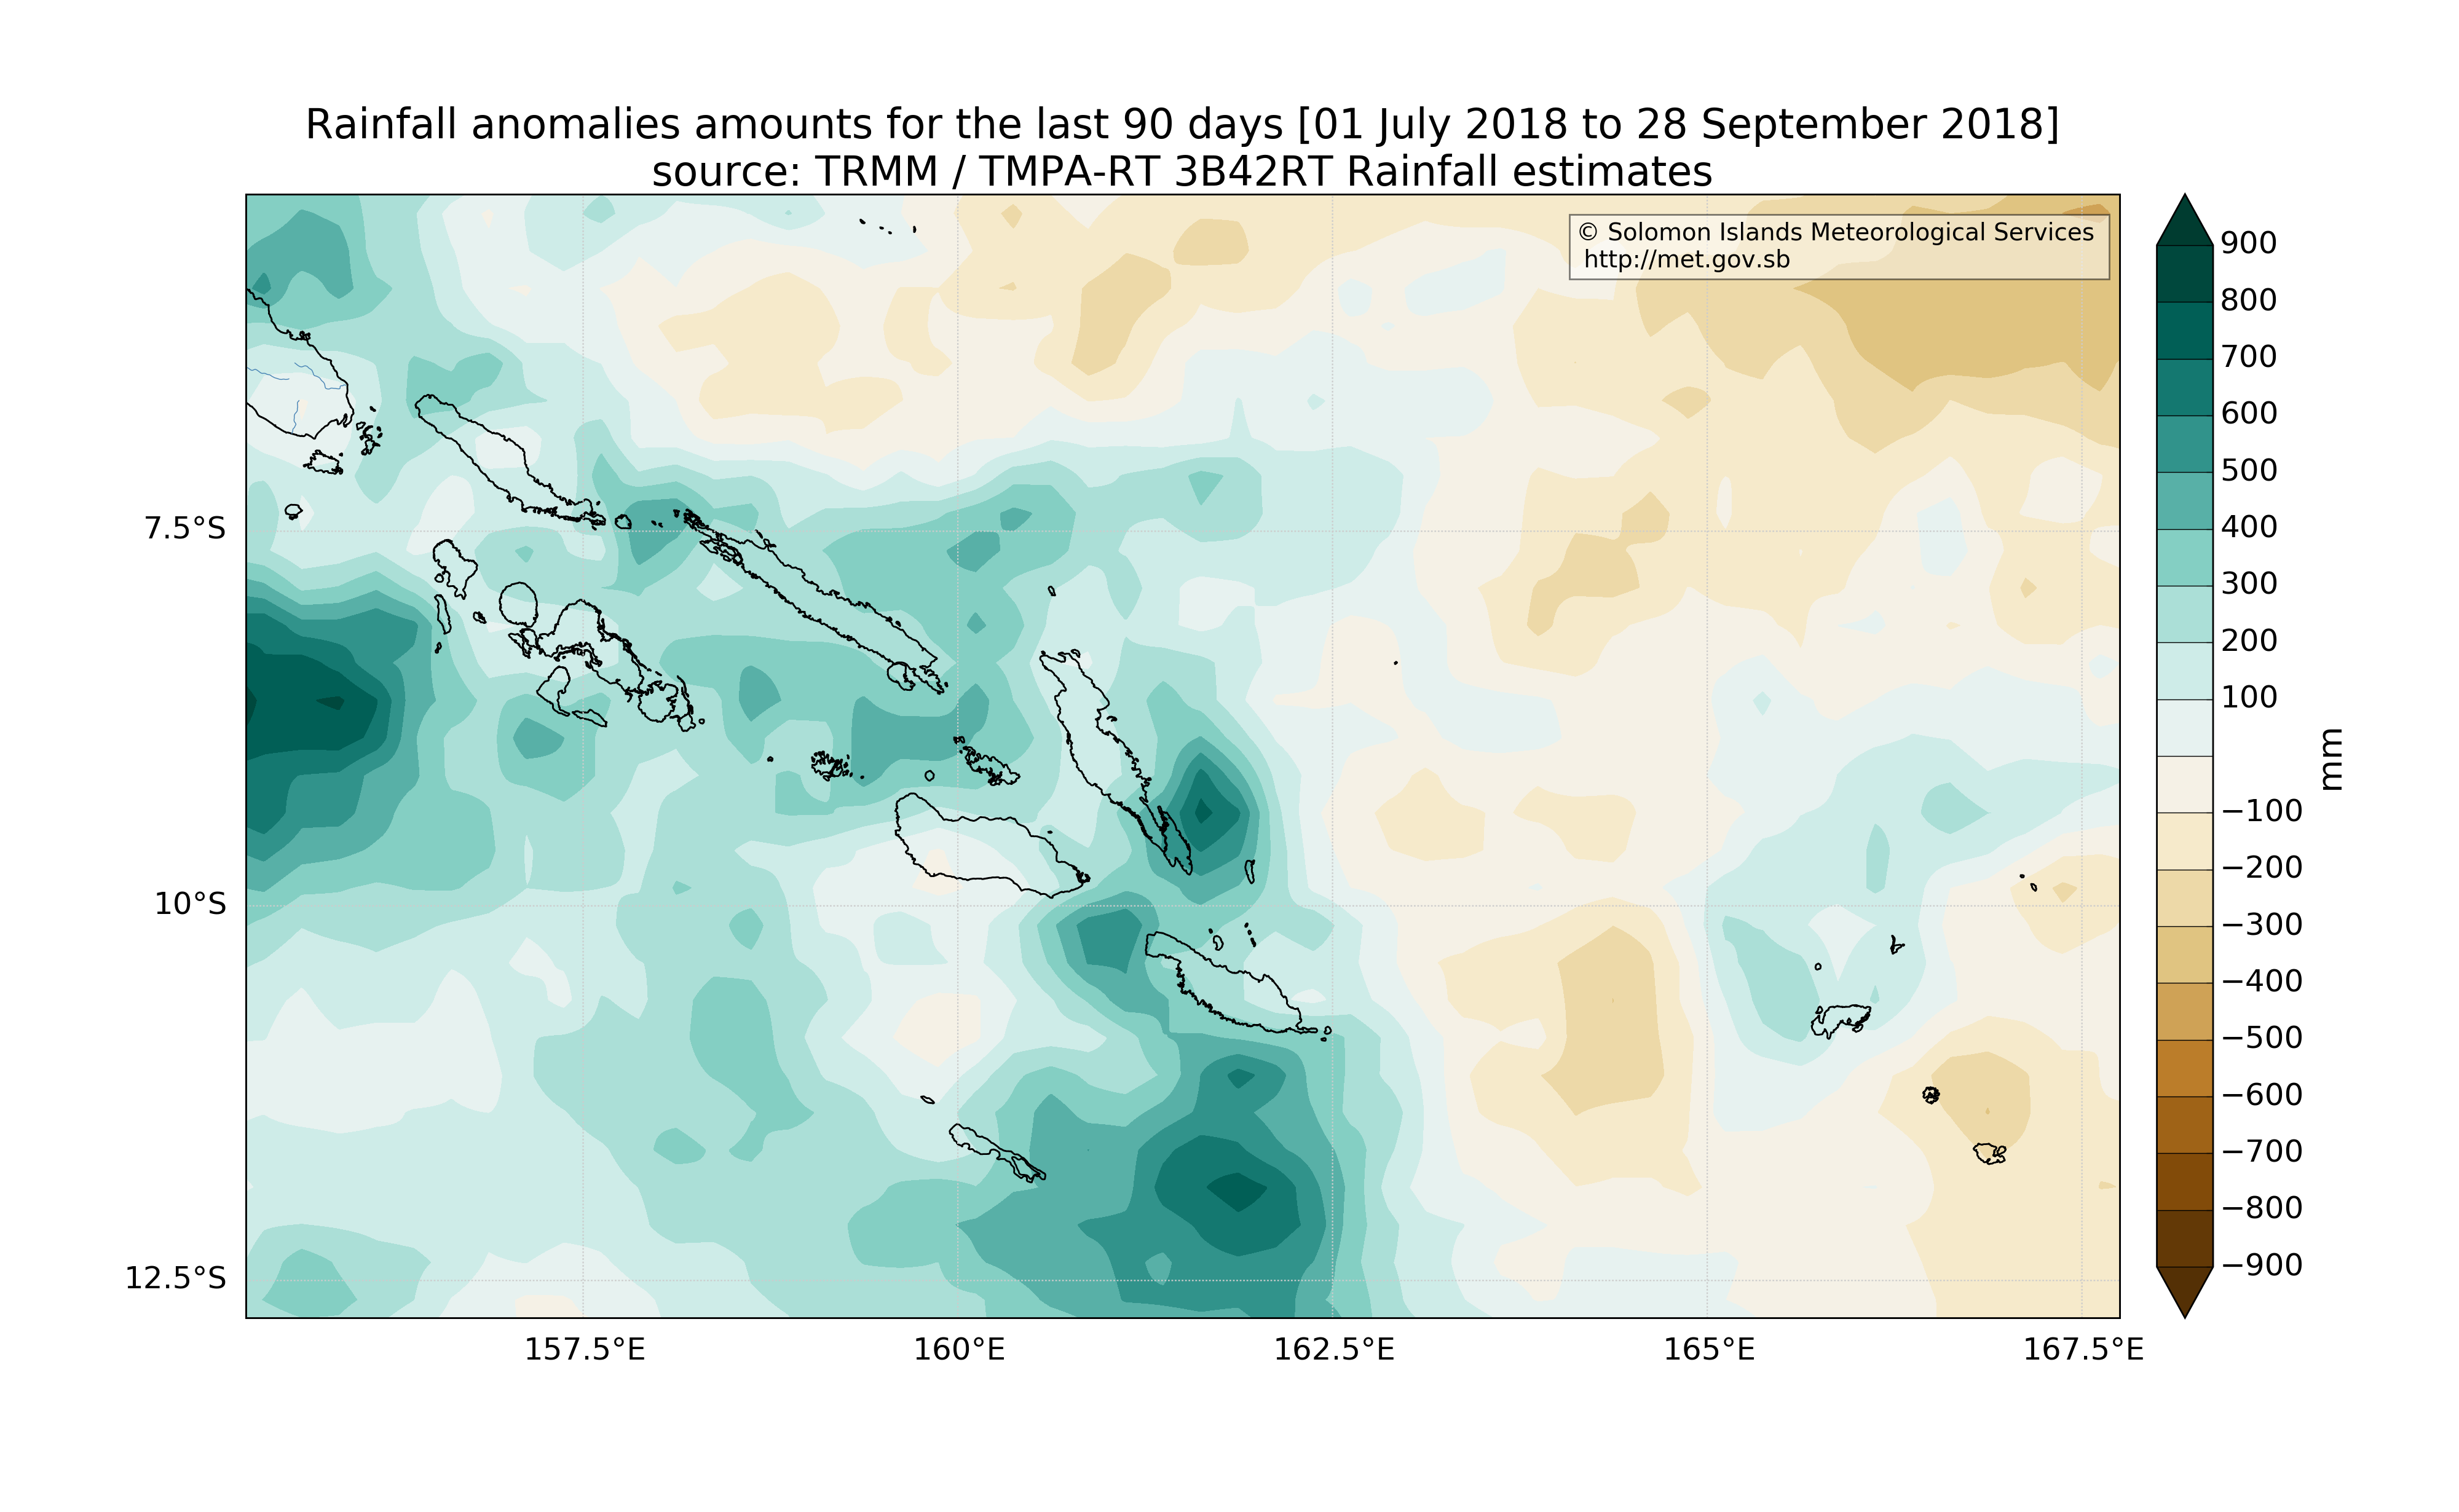 Rainfall anomalies amounts for the last 90 days [01 July 2018 to 28 September 2018]
source: TRMM / TMPA-RT 3B42RT Rainfall estimates
© Solomon Islands Meteorological Services
http://met.gov.sb
7.5°S
10°S
12.5°S
157.5°E
160°E
162.5°E
165°E
167.5°E
900
800
700
600
500
400
300
200
100
−100
−200
−300
−400
−500
−600
−700
−800
−900
mm